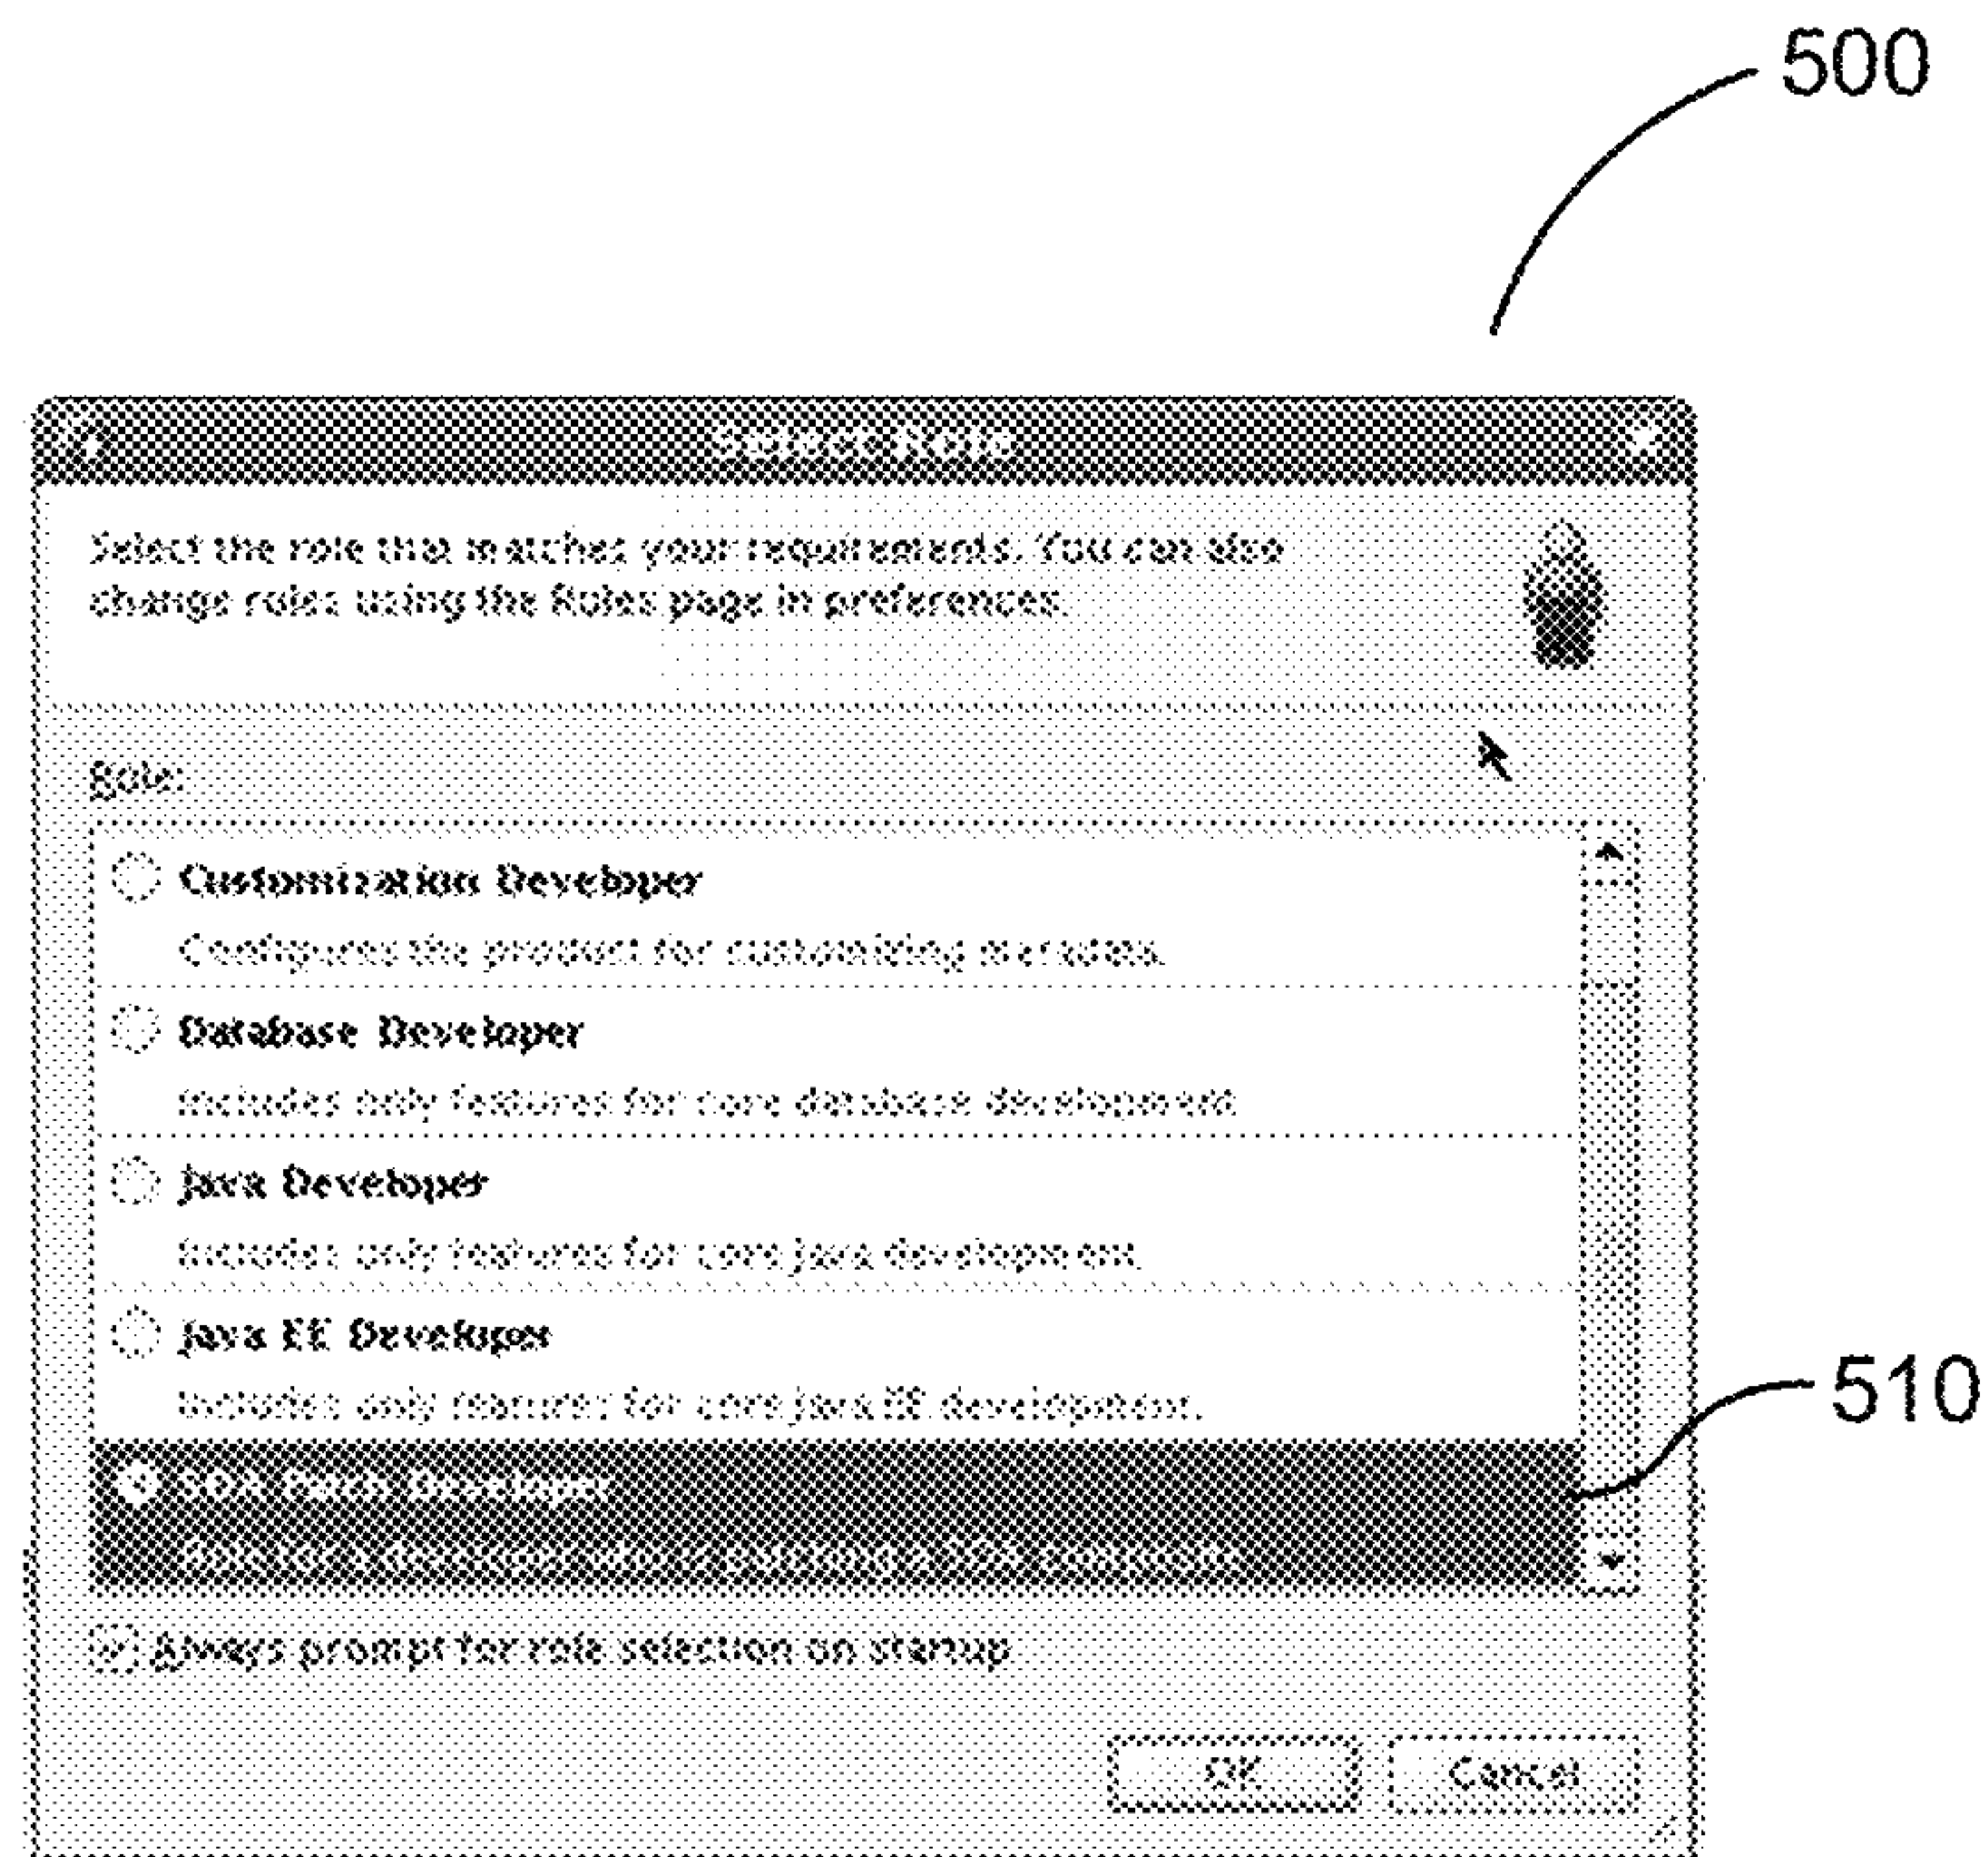 500
Select Role
Select the role that matches your requirements. You can also
change roles using the Roles page in preferences.
Role:
Customization Developer
Configures the product for customizing metadata.
Database Developer
Includes only features for core database development
Java Developer
Includes only features for core Java development.
Java EE Developer
Includes only features for core Java EE development.
Developer
510
Always prompt for role selection on startup
OK
Cancel